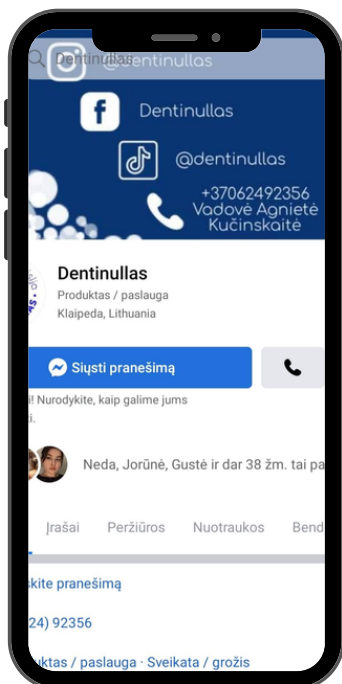 Dentinullas
@dentinullas
Dentinullas
@dentinullas
+37062492356
Vadovė Agnietė
Kučinskaitė
Dentinullas
Produktas / paslauga
Klaipeda, Lithuania
Siųsti pranešimą
i! Nurodykite, kaip galime jums
ti.
Neda, Jorūnė, Gustė ir dar 38 žm. tai pa
Įrašai Peržiūros Nuotraukos Bend
skite pranešimą
24) 92356
uktas / paslauga · Sveikata / grožis